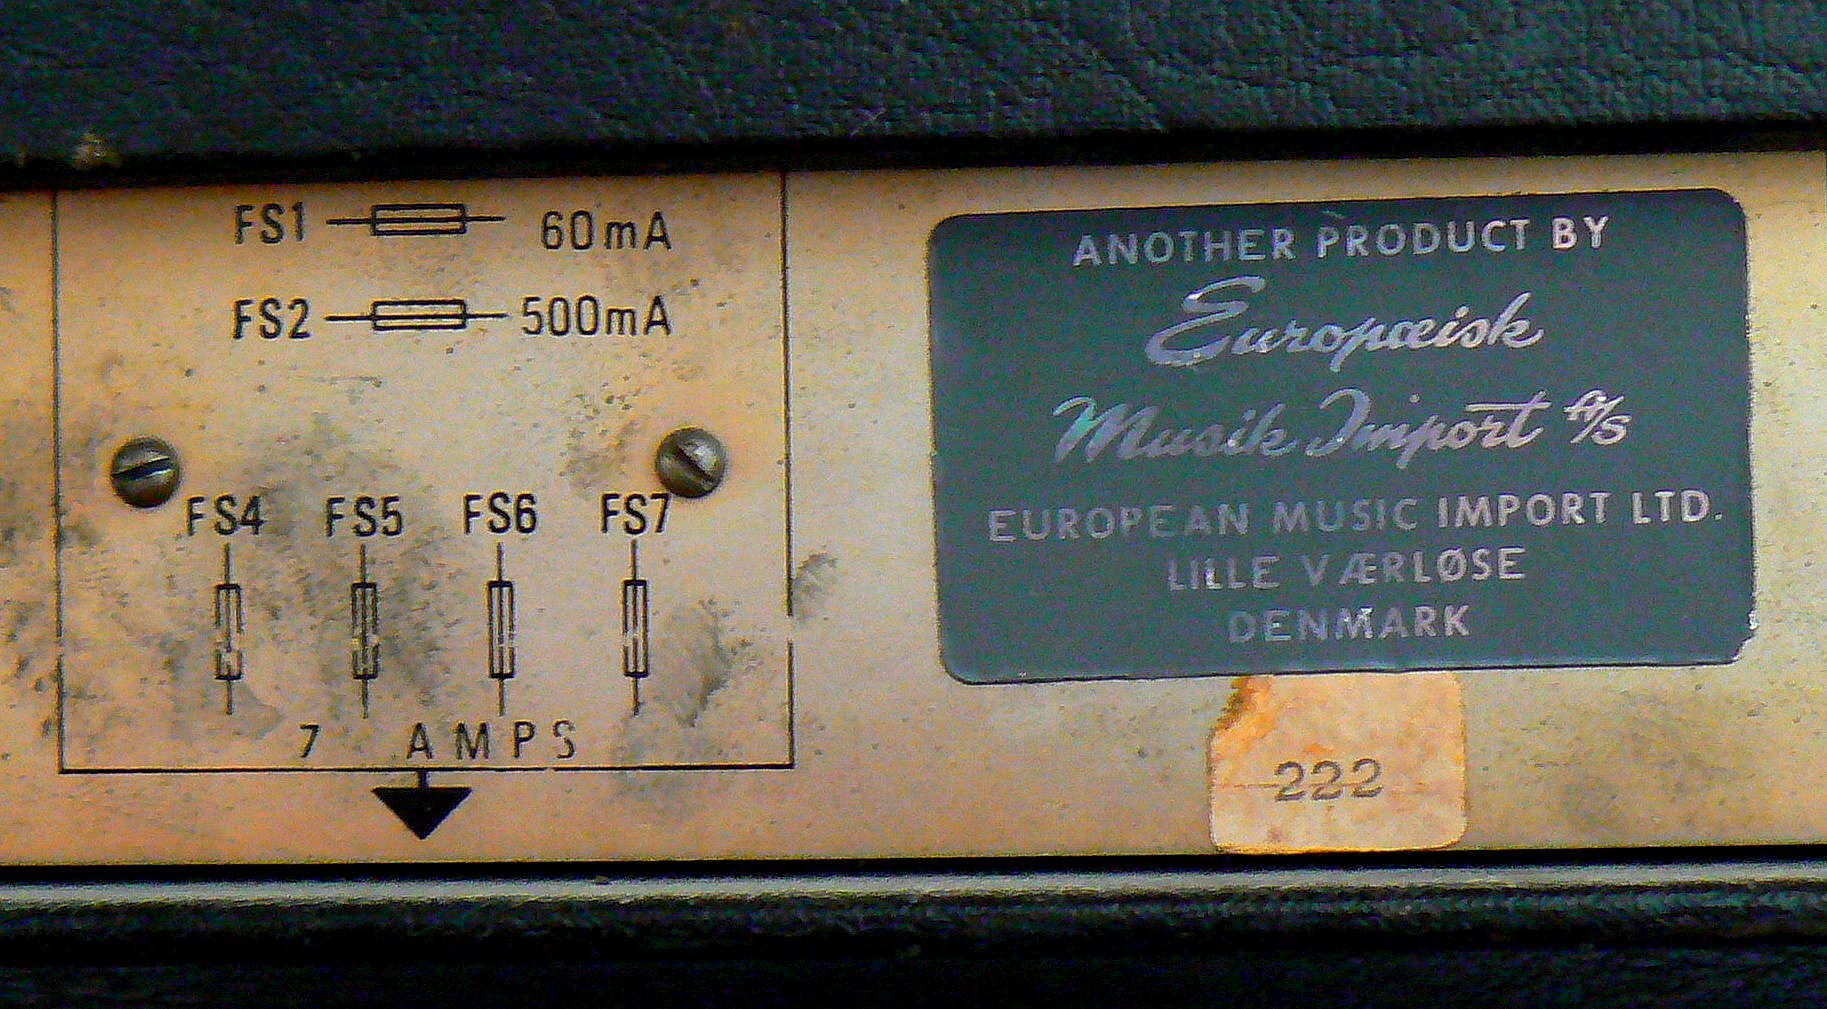 FS1 60mA
FS2 500mA
FS4 FS5 FS6 FS7
7 AMPS
ANOTHER PRODUCT BY
Europæisk
Musik Import A/S
EUROPEAN MUSIC IMPORT LTD.
LILLE VÆRLØSE
DENMARK
222